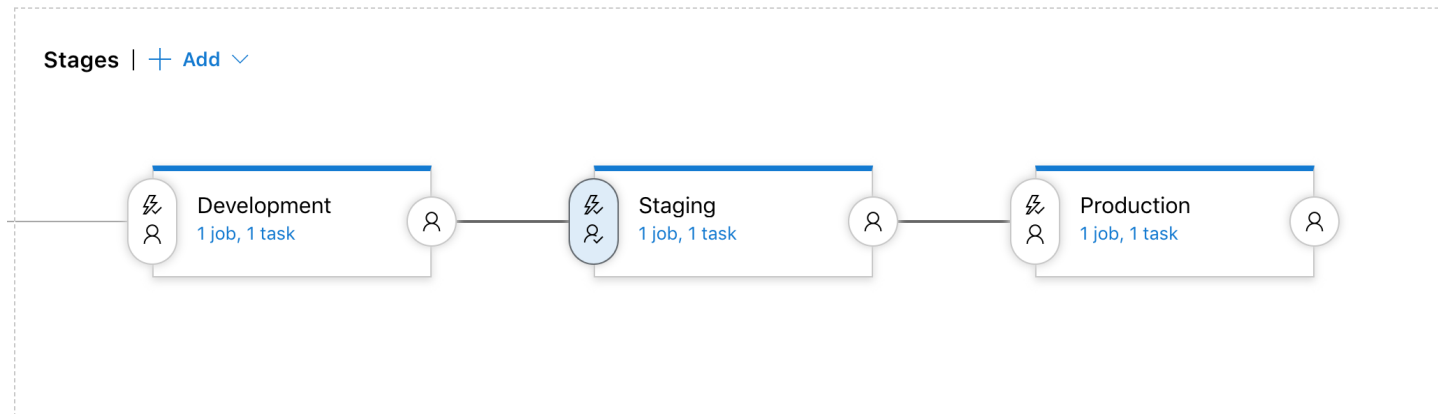 Stages | + Add
Development
1 job, 1 task
Staging
1 job, 1 task
Production
1 job, 1 task